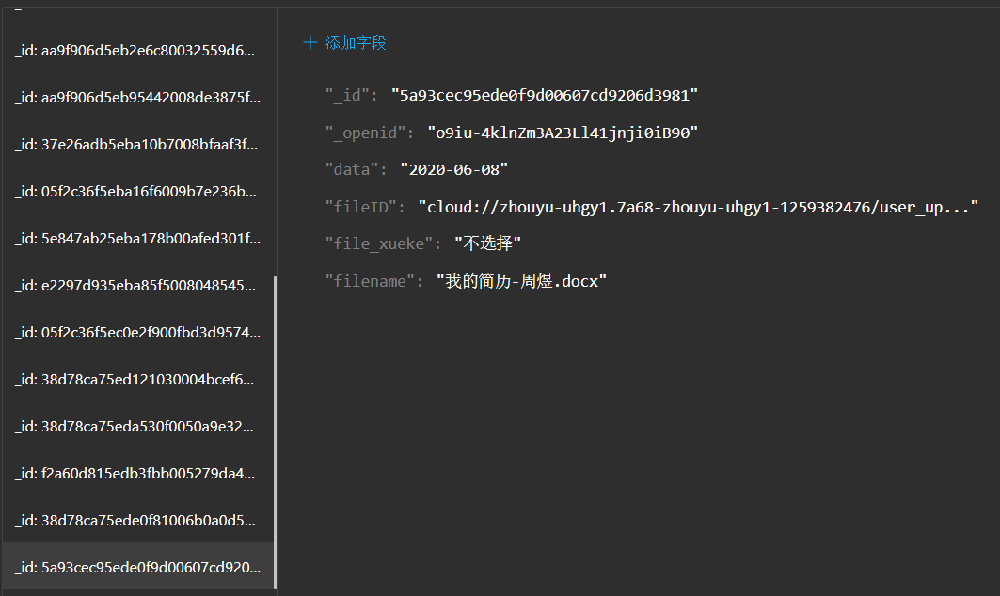 _id: aa9f906d5eb2e6c80032559d6...
_id: aa9f906d5eb95442008de3875f...
_id: 37e26adb5eba10b7008bfaaf3f...
_id: 05f2c36f5eba16f6009b7e236b...
_id: 5e847ab25eba178b00afed301f...
_id: e2297d935eba85f5008048545...
_id: 05f2c36f5ec0e2f900fbd3d9574...
_id: 38d78ca75ed121030004bcef6...
_id: 38d78ca75eda530f0050a9e32...
_id: f2a60d815edb3fbb005279da4...
_id: 38d78ca75ede0f81006b0a0d5...
_id: 5a93cec95ede0f9d00607cd920...
+ 添加字段
"_id": "5a93cec95ede0f9d00607cd9206d3981"
"_openid": "o9iu-4klnZm3A23Ll41jnji0iB90"
"data": "2020-06-08"
"fileID": "cloud://zhouyu-uhgy1.7a68-zhouyu-uhgy1-1259382476/user_up..."
"file_xueke": "不选择"
"filename": "我的简历-周煜.docx"